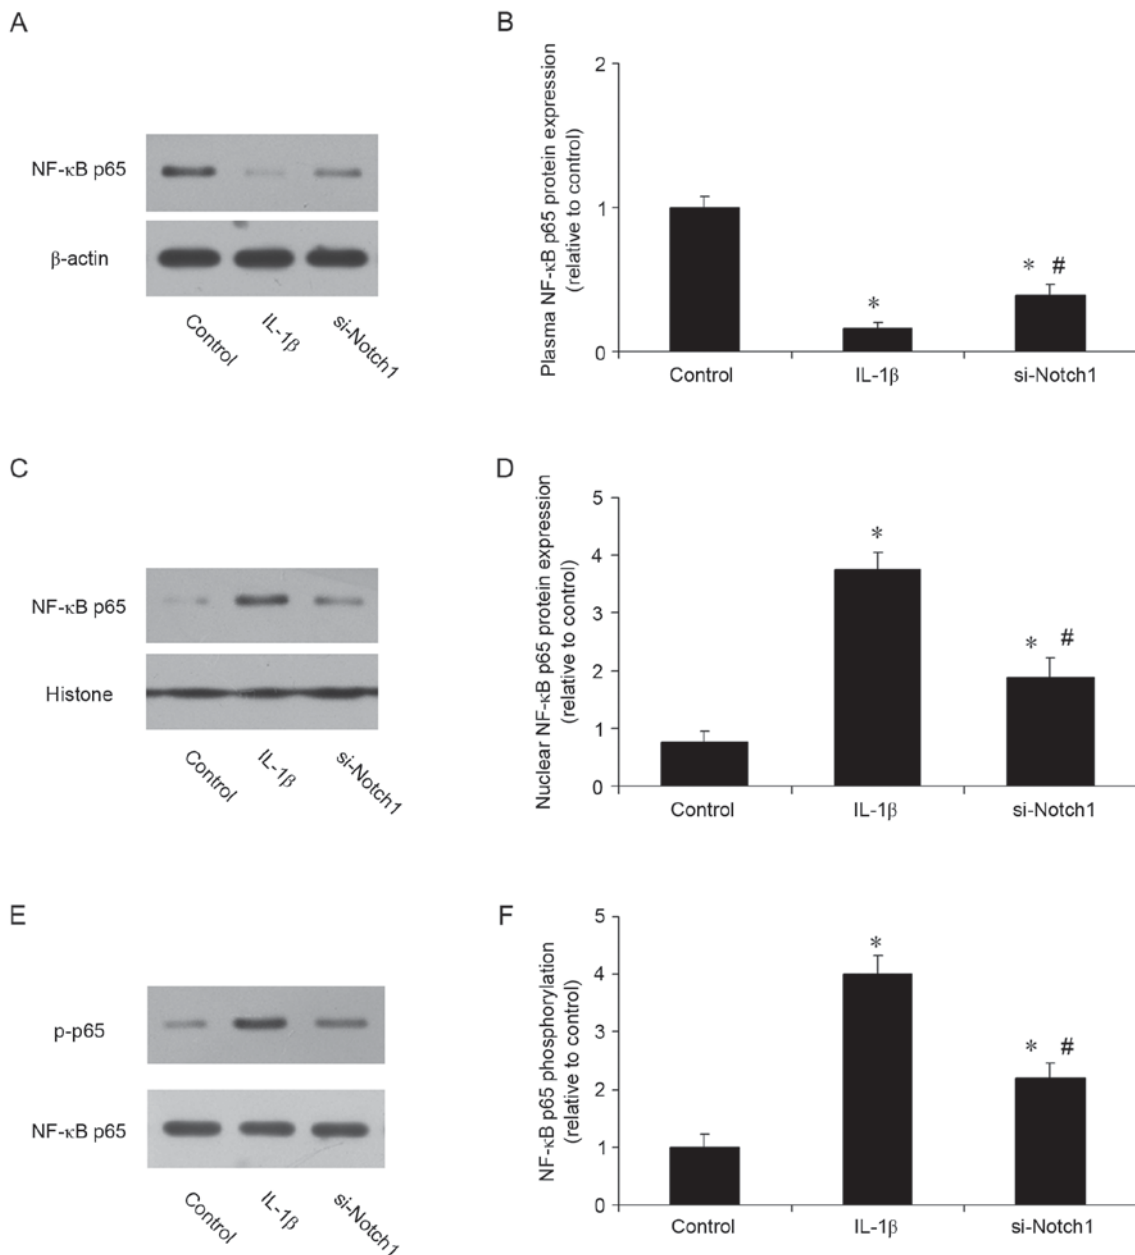 A
NF-κB p65
β-actin
Control
IL-1β
si-Notch1
B
Plasma NF-κB p65 protein expression
(relative to control)
2
1
0
*
* #
Control
IL-1β
si-Notch1
C
NF-κB p65
Histone
Control
IL-1β
si-Notch1
D
Nuclear NF-κB p65 protein expression
(relative to control)
5
4
3
2
1
0
*
* #
Control
IL-1β
si-Notch1
E
p-p65
NF-κB p65
Control
IL-1β
si-Notch1
F
NF-κB p65 phosphorylation
(relative to control)
5
4
3
2
1
0
*
* #
Control
IL-1β
si-Notch1